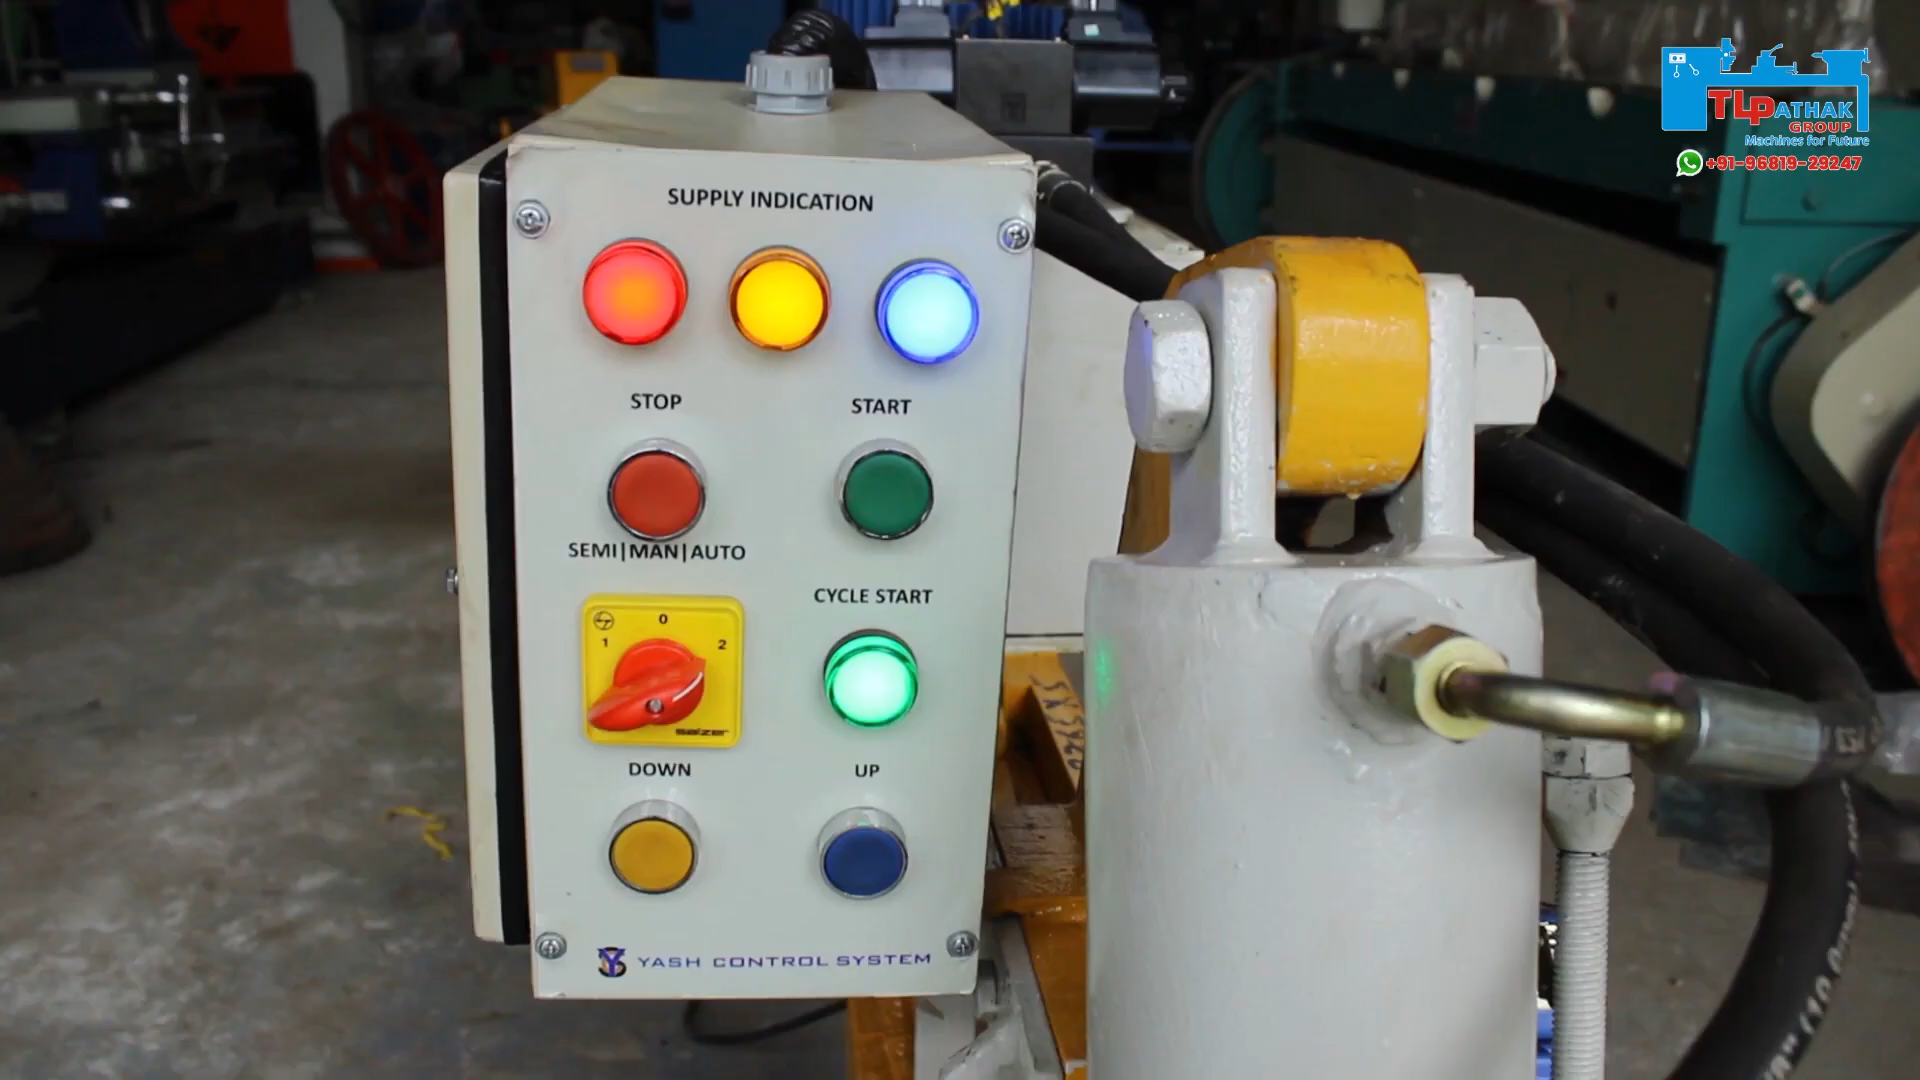 TLPATHAK
GROUP
Machines for Future
+91-96819-29247
SUPPLY INDICATION
STOP
START
SEMI|MAN|AUTO
CYCLE START
0
1
2
salzer
DOWN
UP
YASH CONTROL SYSTEM